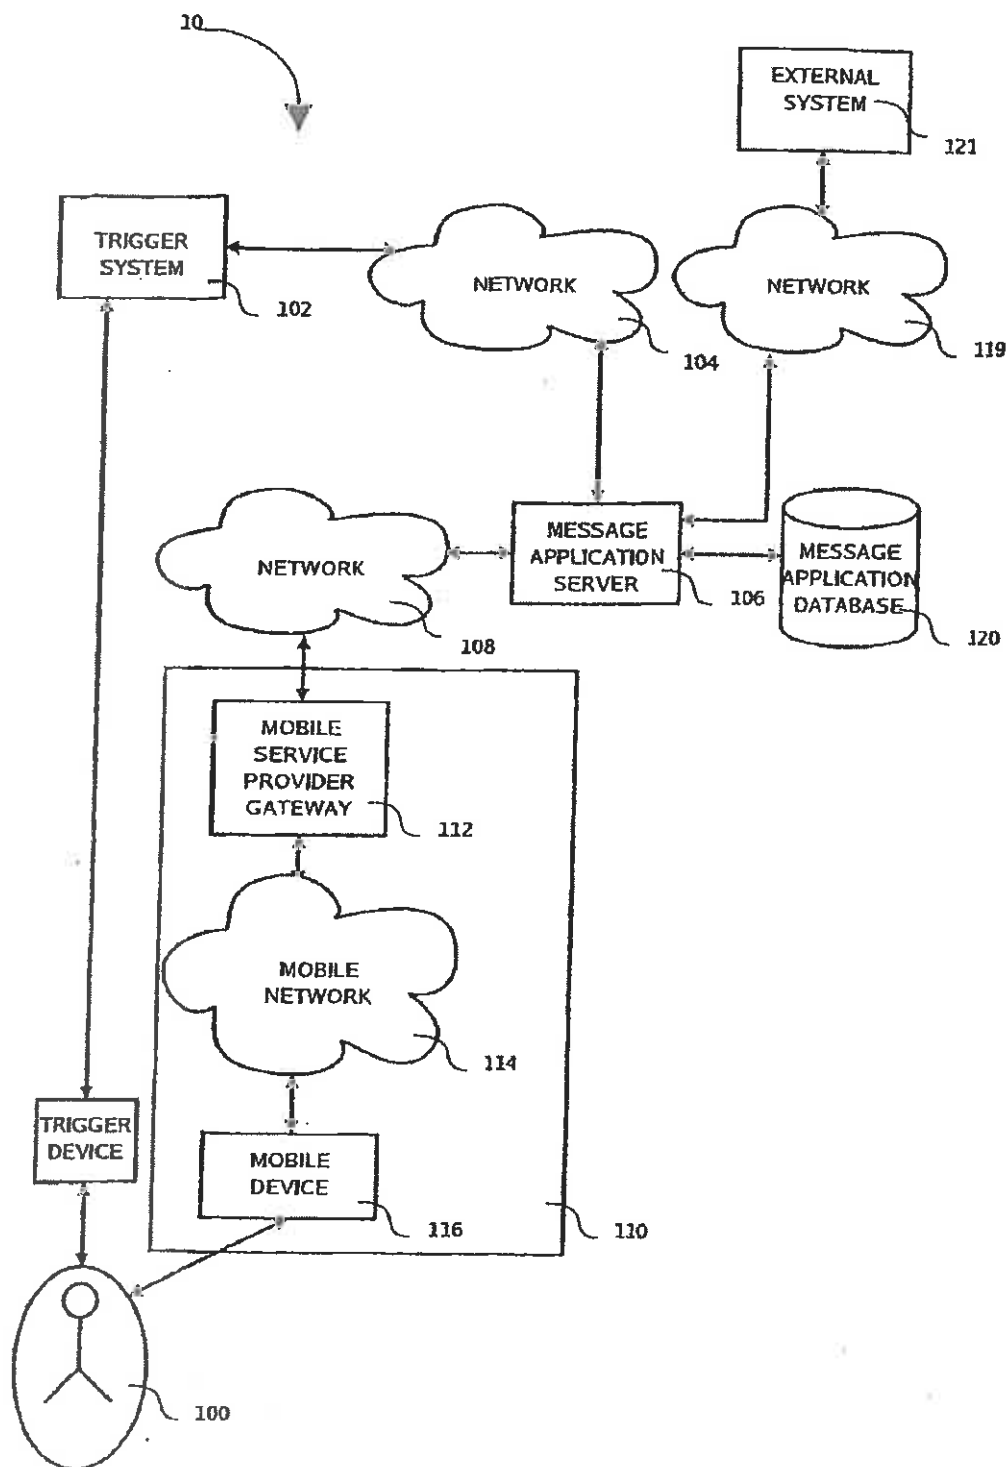 10
EXTERNAL
SYSTEM
121
TRIGGER
SYSTEM
102
NETWORK
104
NETWORK
119
NETWORK
108
MESSAGE
APPLICATION
SERVER
106
MESSAGE
APPLICATION
DATABASE
120
MOBILE
SERVICE
PROVIDER
GATEWAY
112
MOBILE
NETWORK
114
TRIGGER
DEVICE
MOBILE
DEVICE
116
110
100